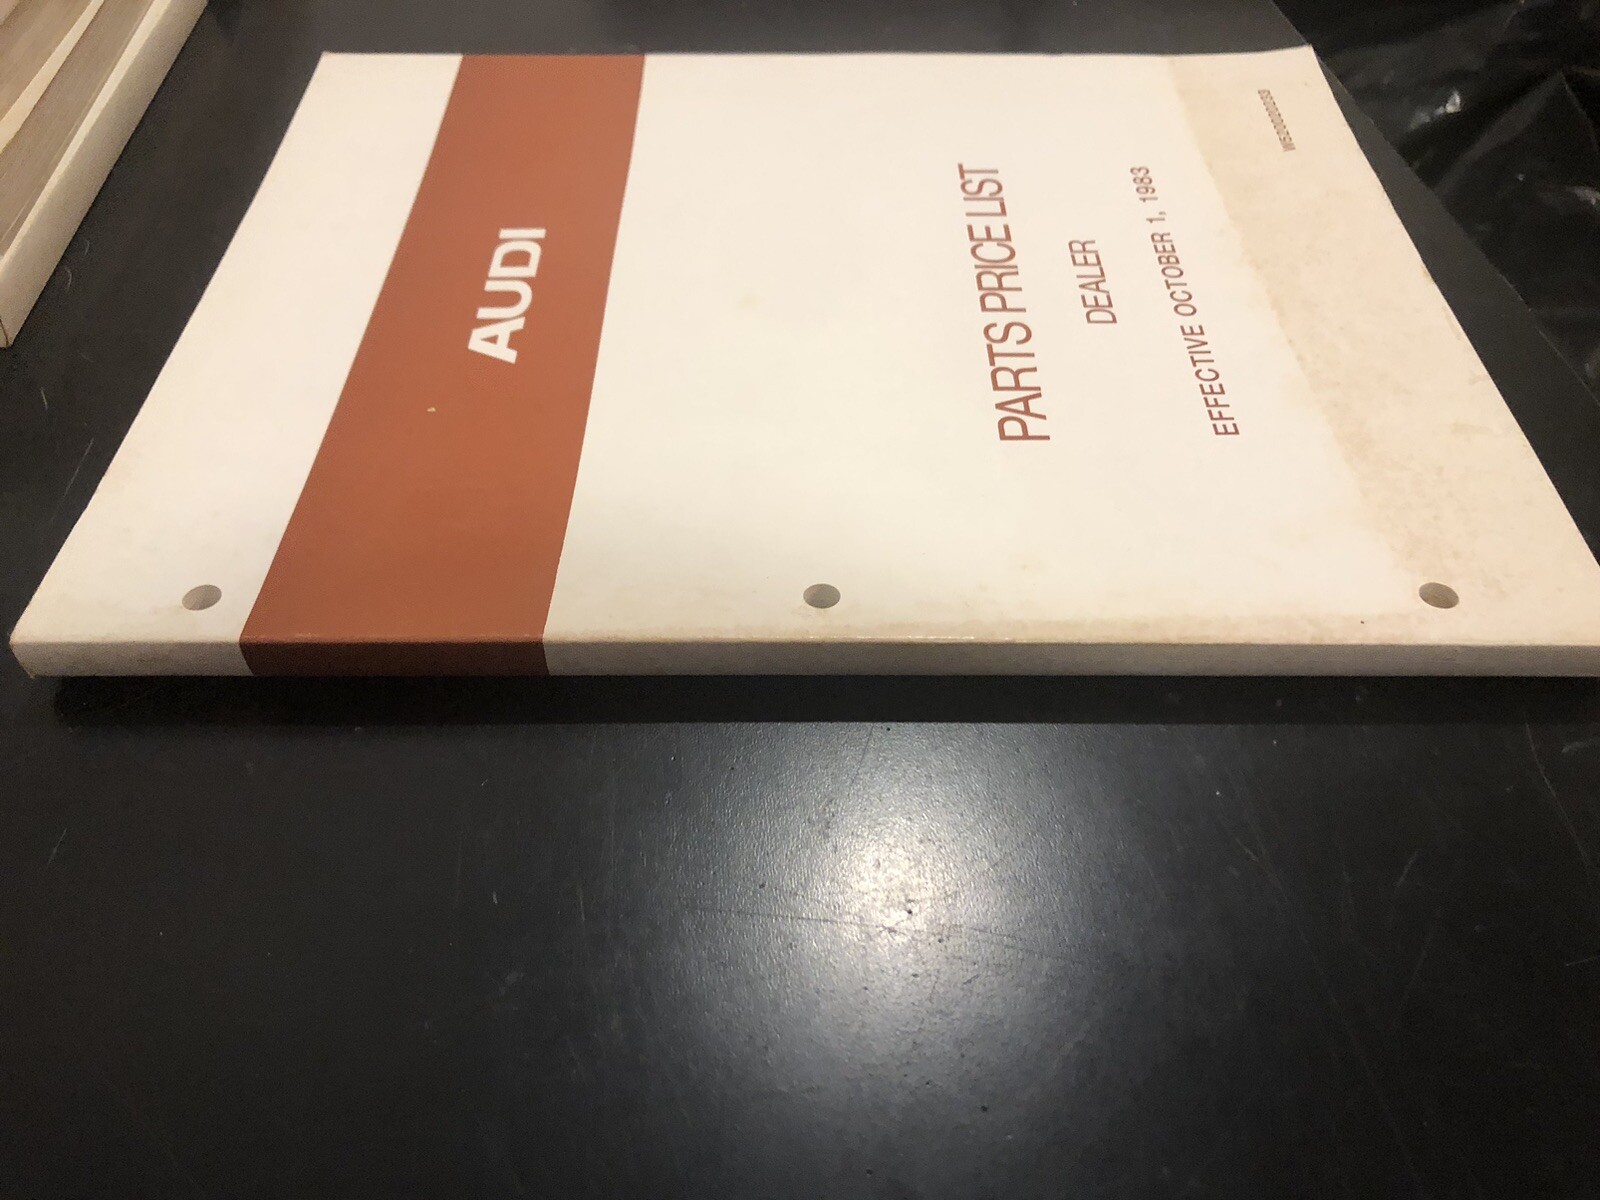 AUDI
PARTS PRICE LIST
DEALER
EFFECTIVE OCTOBER 1, 1983